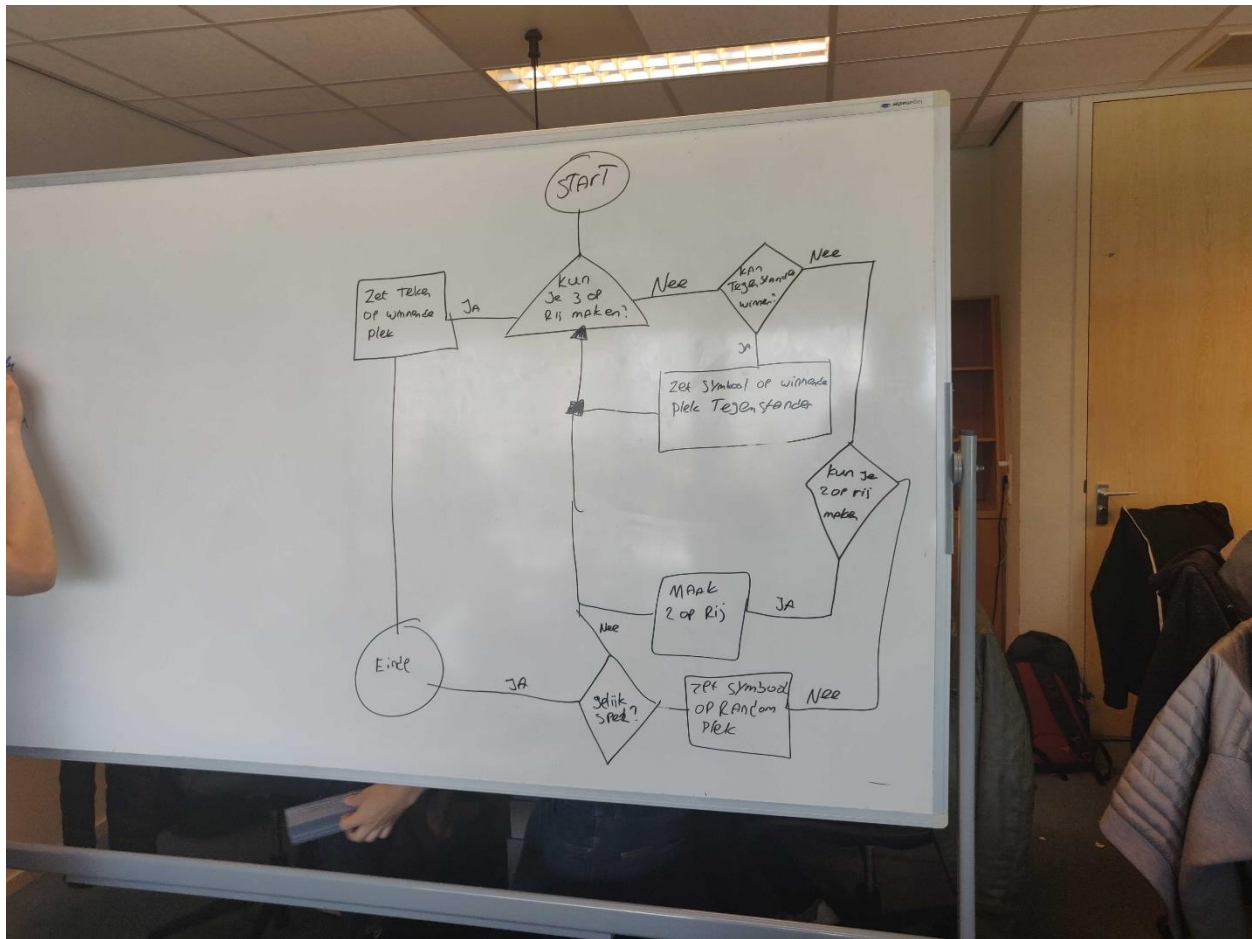 START
kun
Je 3 op
Rij maken?
JA
Zet Teken
op winnende
plek
Nee
kan
Tegenstander
winnen?
Nee
JA
Zet symbool op winnende
plek Tegenstander
kun je
2 op rij
maken
JA
Maak
2 op Rij
Nee
Nee
zet symbool
op Random
plek
gelijk
spel?
JA
Einde